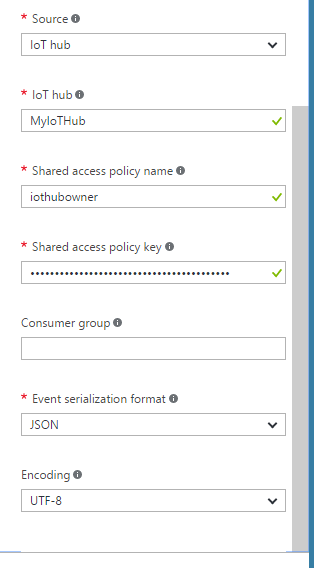 * Source
IoT hub
* IoT hub
MyIoTHub
* Shared access policy name
iothubowner
* Shared access policy key
••••••••••••••••••••••••••••••••••••••••••••
Consumer group
* Event serialization format
JSON
Encoding
UTF-8